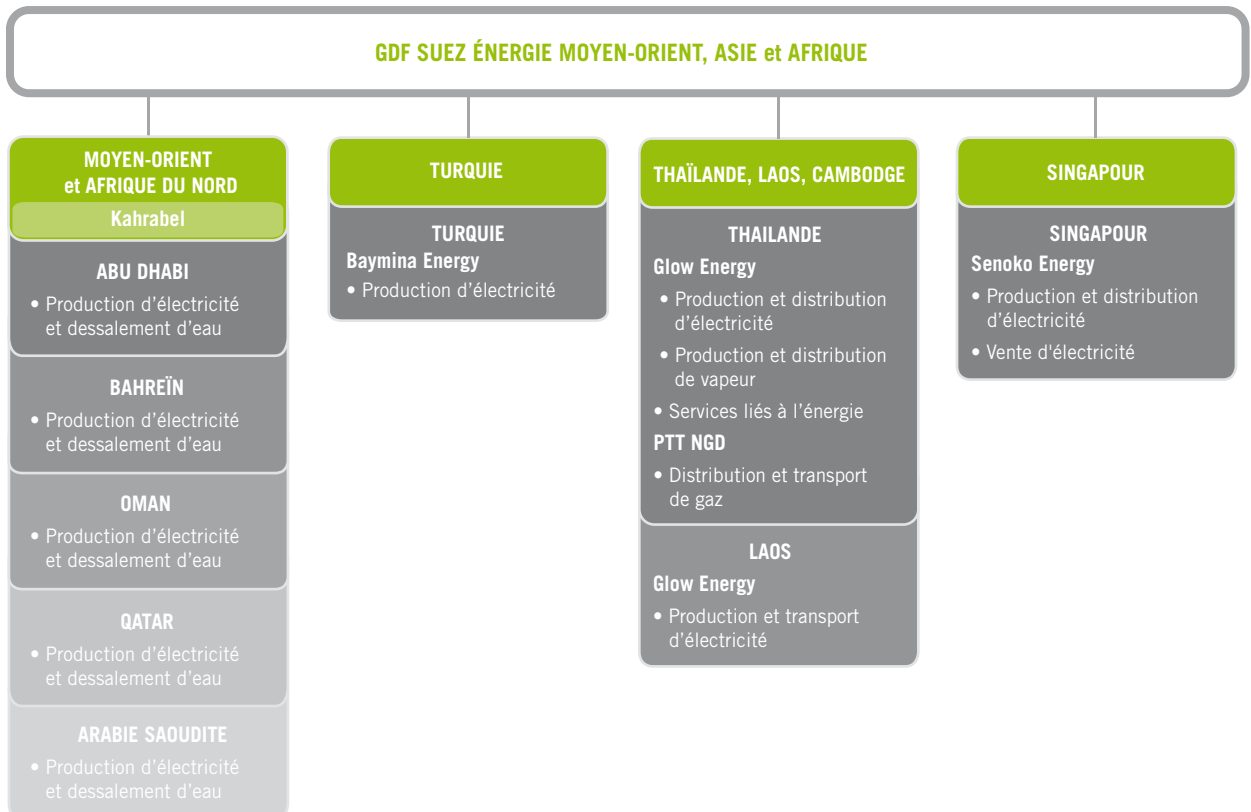 GDF SUEZ ÉNERGIE MOYEN-ORIENT, ASIE et AFRIQUE
MOYEN-ORIENT
et AFRIQUE DU NORD
Kahrabel
ABU DHABI
• Production d’électricité
et dessalement d’eau
BAHREÏN
• Production d’électricité
et dessalement d’eau
OMAN
• Production d’électricité
et dessalement d’eau
QATAR
• Production d’électricité
et dessalement d’eau
ARABIE SAOUDITE
• Production d’électricité
et dessalement d’eau
TURQUIE
TURQUIE
Baymina Energy
• Production d’électricité
THAÏLANDE, LAOS, CAMBODGE
THAILANDE
Glow Energy
• Production et distribution
d’électricité
• Production et distribution
de vapeur
• Services liés à l’énergie
PTT NGD
• Distribution et transport
de gaz
LAOS
Glow Energy
• Production et transport
d’électricité
SINGAPOUR
SINGAPOUR
Senoko Energy
• Production et distribution
d’électricité
• Vente d'électricité